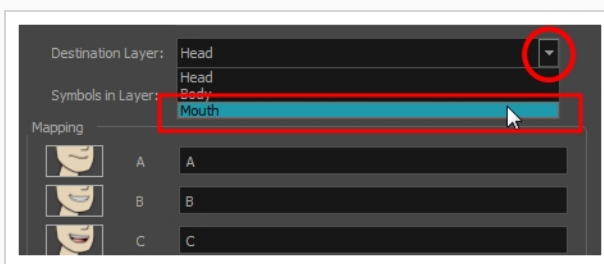 Destination Layer: Head
Head
Symbols in Layer: Body
Mouth
Mapping
A A
B B
C C